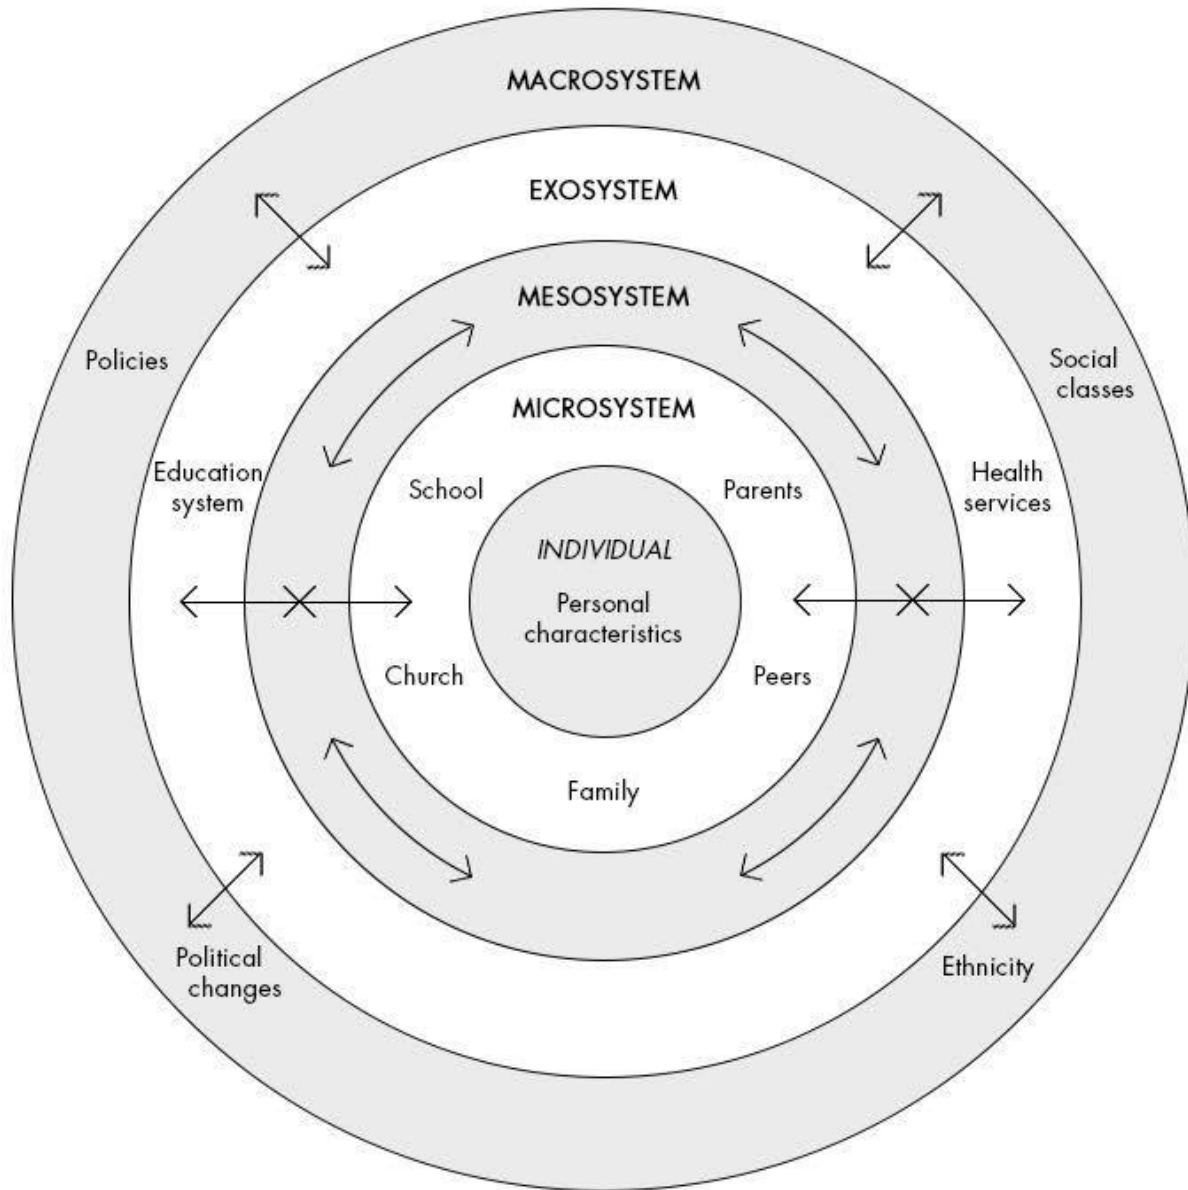 MACROSYSTEM
EXOSYSTEM
MESOSYSTEM
Policies
Social
classes
MICROSYSTEM
Education
system
School
Parents
Health
services
INDIVIDUAL
Personal
characteristics
Church
Peers
Family
Political
changes
Ethnicity